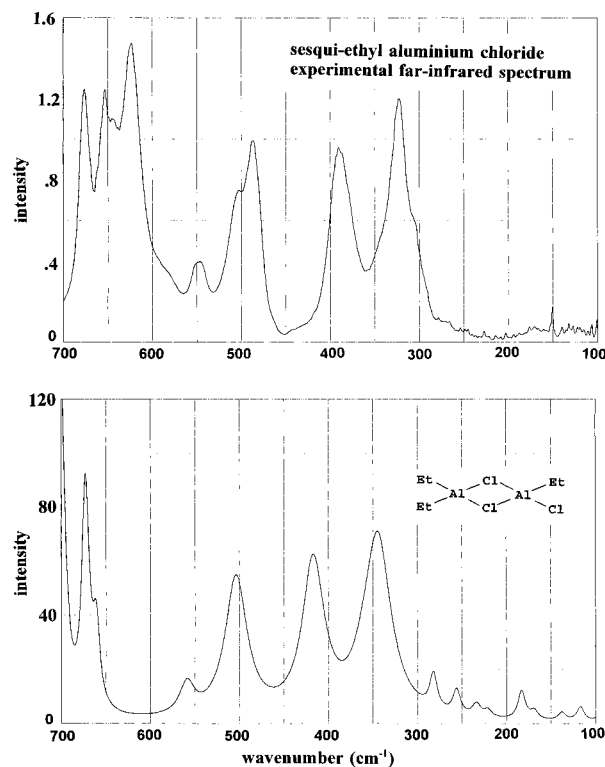 1.6
sesqui-ethyl aluminium chloride
experimental far-infrared spectrum
1.2
intensity
.8
.4
0
700 600 500 400 300 200 100
120
80
intensity
Et Cl Et
Al Al
Et Cl Cl
40
0
700 600 500 400 300 200 100
wavenumber (cm⁻¹)